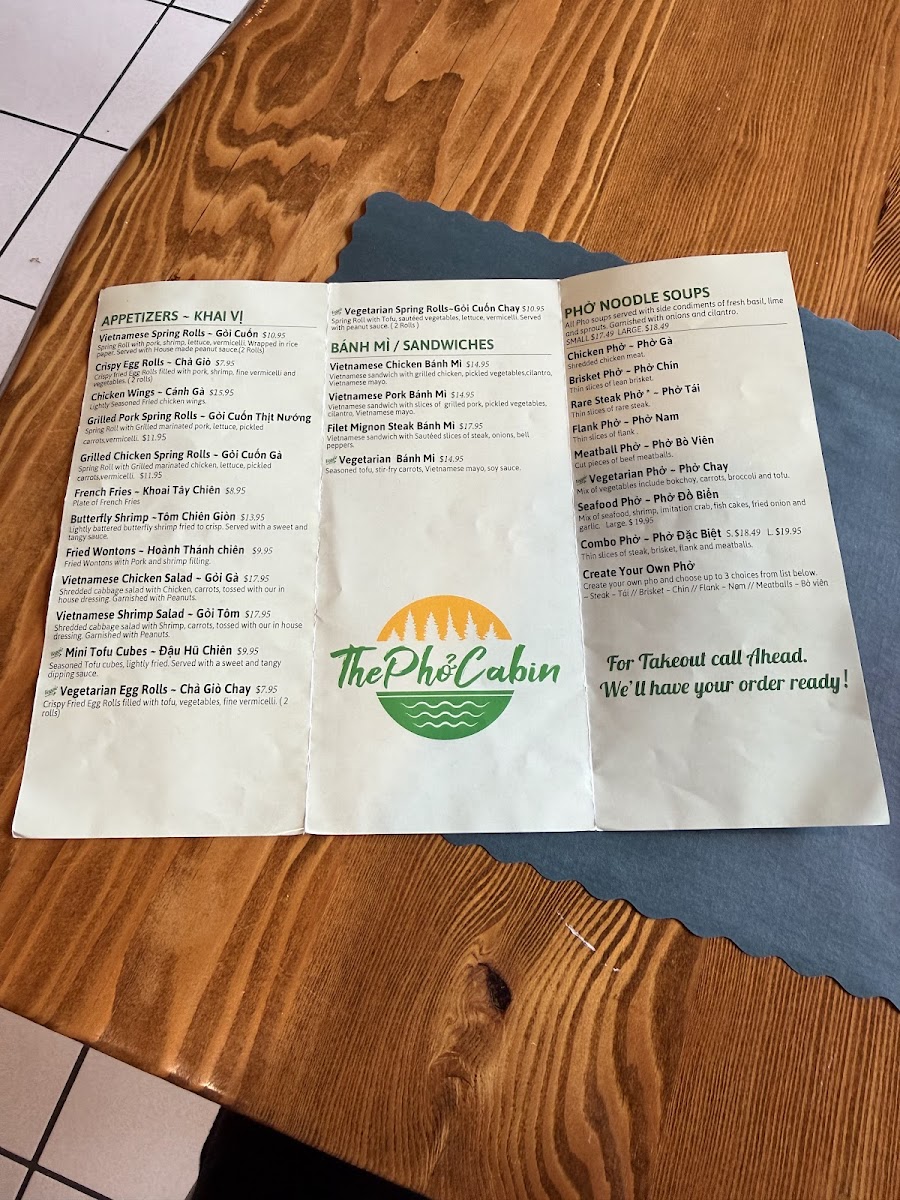 APPETIZERS ~ KHAI VỊ
Vietnamese Spring Rolls ~ Gỏi Cuốn $10.95
Spring Roll with pork, shrimp, lettuce, vermicelli. Wrapped in rice
paper. Served with House made peanut sauce.(2 Rolls)
Crispy Egg Rolls ~ Chả Giò $7.95
Crispy fried Egg Rolls filled with pork, shrimp, fine vermicelli and
vegetables. ( 2 rolls)
Chicken Wings ~ Cánh Gà $15.95
Lightly Seasoned Fried chicken wings.
Grilled Pork Spring Rolls ~ Gỏi Cuốn Thịt Nướng
Spring Roll with Grilled marinated pork, lettuce, pickled
carrots,vermicelli. $11.95
Grilled Chicken Spring Rolls ~ Gỏi Cuốn Gà
Spring Roll with Grilled marinated chicken, lettuce, pickled
carrots,vermicelli. $11.95
French Fries ~ Khoai Tây Chiên $8.95
Plate of French Fries
Butterfly Shrimp ~Tôm Chiên Giòn $13.95
Lightly battered butterfly shrimp fried to crisp. Served with a sweet and
tangy sauce.
Fried Wontons ~ Hoành Thánh chiên $9.95
Fried Wontons with Pork and shrimp filling.
Vietnamese Chicken Salad ~ Gỏi Gà $17.95
Shredded cabbage salad with Chicken, carrots, tossed with our in
house dressing. Garnished with Peanuts.
Vietnamese Shrimp Salad ~ Gỏi Tôm $17.95
Shredded cabbage salad with Shrimp, carrots, tossed with our in house
dressing. Garnished with Peanuts.
Mini Tofu Cubes ~ Đậu Hủ Chiên $9.95
Seasoned Tofu cubes, lightly fried. Served with a sweet and tangy
dipping sauce.
Vegetarian Egg Rolls ~ Chả Giò Chay $7.95
Crispy Fried Egg Rolls filled with tofu, vegetables, fine vermicelli. ( 2
rolls)
Vegetarian Spring Rolls~Gỏi Cuốn Chay $10.95
Spring Roll with Tofu, sautéed vegetables, lettuce, vermicelli. Served
with peanut sauce. ( 2 Rolls )
BÁNH MÌ / SANDWICHES
Vietnamese Chicken Bánh Mì $14.95
Vietnamese sandwich with grilled chicken, pickled vegetables,cilantro,
Vietnamese mayo.
Vietnamese Pork Bánh Mì $14.95
Vietnamese sandwich with slices of grilled pork, pickled vegetables,
cilantro, Vietnamese mayo.
Filet Mignon Steak Bánh Mì $17.95
Vietnamese sandwich with Sautéed slices of steak, onions, bell
peppers.
Vegetarian Bánh Mì $14.95
Seasoned tofu, stir-fry carrots, Vietnamese mayo, soy sauce.
The Phở Cabin
PHỞ NOODLE SOUPS
All Pho soups served with side condiments of fresh basil, lime
and sprouts. Garnished with onions and cilantro.
SMALL $17.49 LARGE. $18.49
Chicken Phở ~ Phở Gà
Shredded chicken meat.
Brisket Phở ~ Phở Chín
Thin slices of lean brisket.
Rare Steak Phở * ~ Phở Tái
Thin slices of rare steak.
Flank Phở ~ Phở Nam
Thin slices of flank .
Meatball Phở ~ Phở Bò Viên
Cut pieces of beef meatballs.
Vegetarian Phở ~ Phở Chay
Mix of vegetables include bokchoy, carrots, broccoli and tofu.
Seafood Phở ~ Phở Đồ Biển
Mix of seafood, shrimp, imitation crab, fish cakes, fried onion and
garlic. Large. $ 19.95
Combo Phở ~ Phở Đặc Biệt S. $18.49 L. $19.95
Thin slices of steak, brisket, flank and meatballs.
Create Your Own Phở
Create your own pho and choose up to 3 choices from list below.
~ Steak ~ Tái // Brisket ~ Chín // Flank ~ Nạm // Meatballs ~ Bò viên
For Takeout call Ahead.
We'll have your order ready!